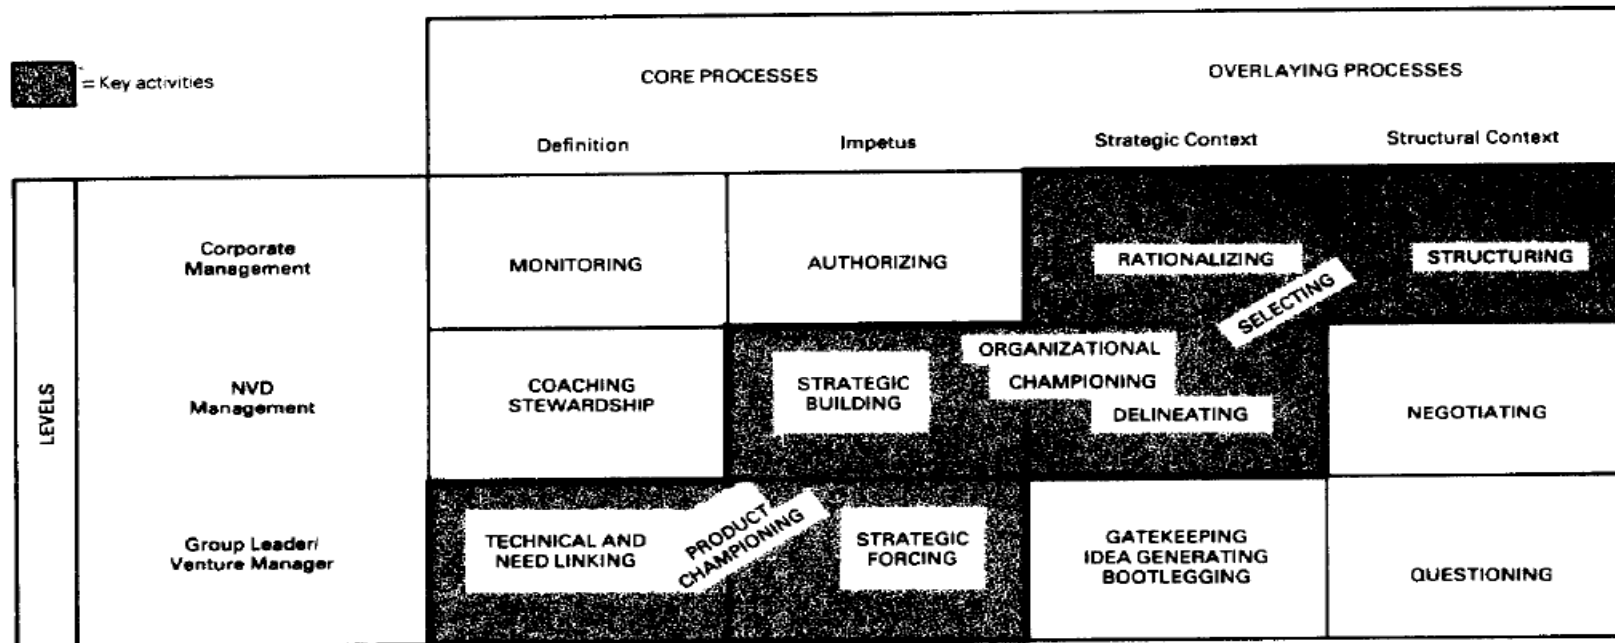 = Key activities
CORE PROCESSES
OVERLAYING PROCESSES
Definition
Impetus
Strategic Context
Structural Context
LEVELS
Corporate
Management
MONITORING
AUTHORIZING
RATIONALIZING
SELECTING
STRUCTURING
NVD
Management
COACHING
STEWARDSHIP
STRATEGIC
BUILDING
ORGANIZATIONAL
CHAMPIONING
DELINEATING
NEGOTIATING
Group Leader/
Venture Manager
TECHNICAL AND
NEED LINKING
PRODUCT
CHAMPIONING
STRATEGIC
FORCING
GATEKEEPING
IDEA GENERATING
BOOTLEGGING
QUESTIONING